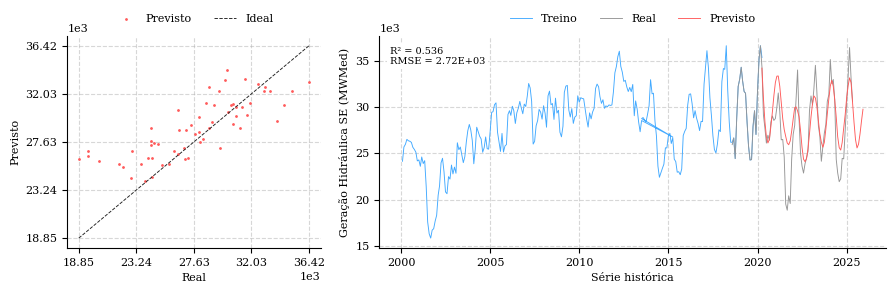 Previsto Ideal
1e3
36.42
32.03
27.63
23.24
18.85
Previsto
18.85 23.24 27.63 32.03 36.42
1e3
Real
Treino Real Previsto
1e3
R² = 0.536
RMSE = 2.72E+03
35
30
25
20
15
Geração Hidráulica SE (MWMed)
2000 2005 2010 2015 2020 2025
Série histórica